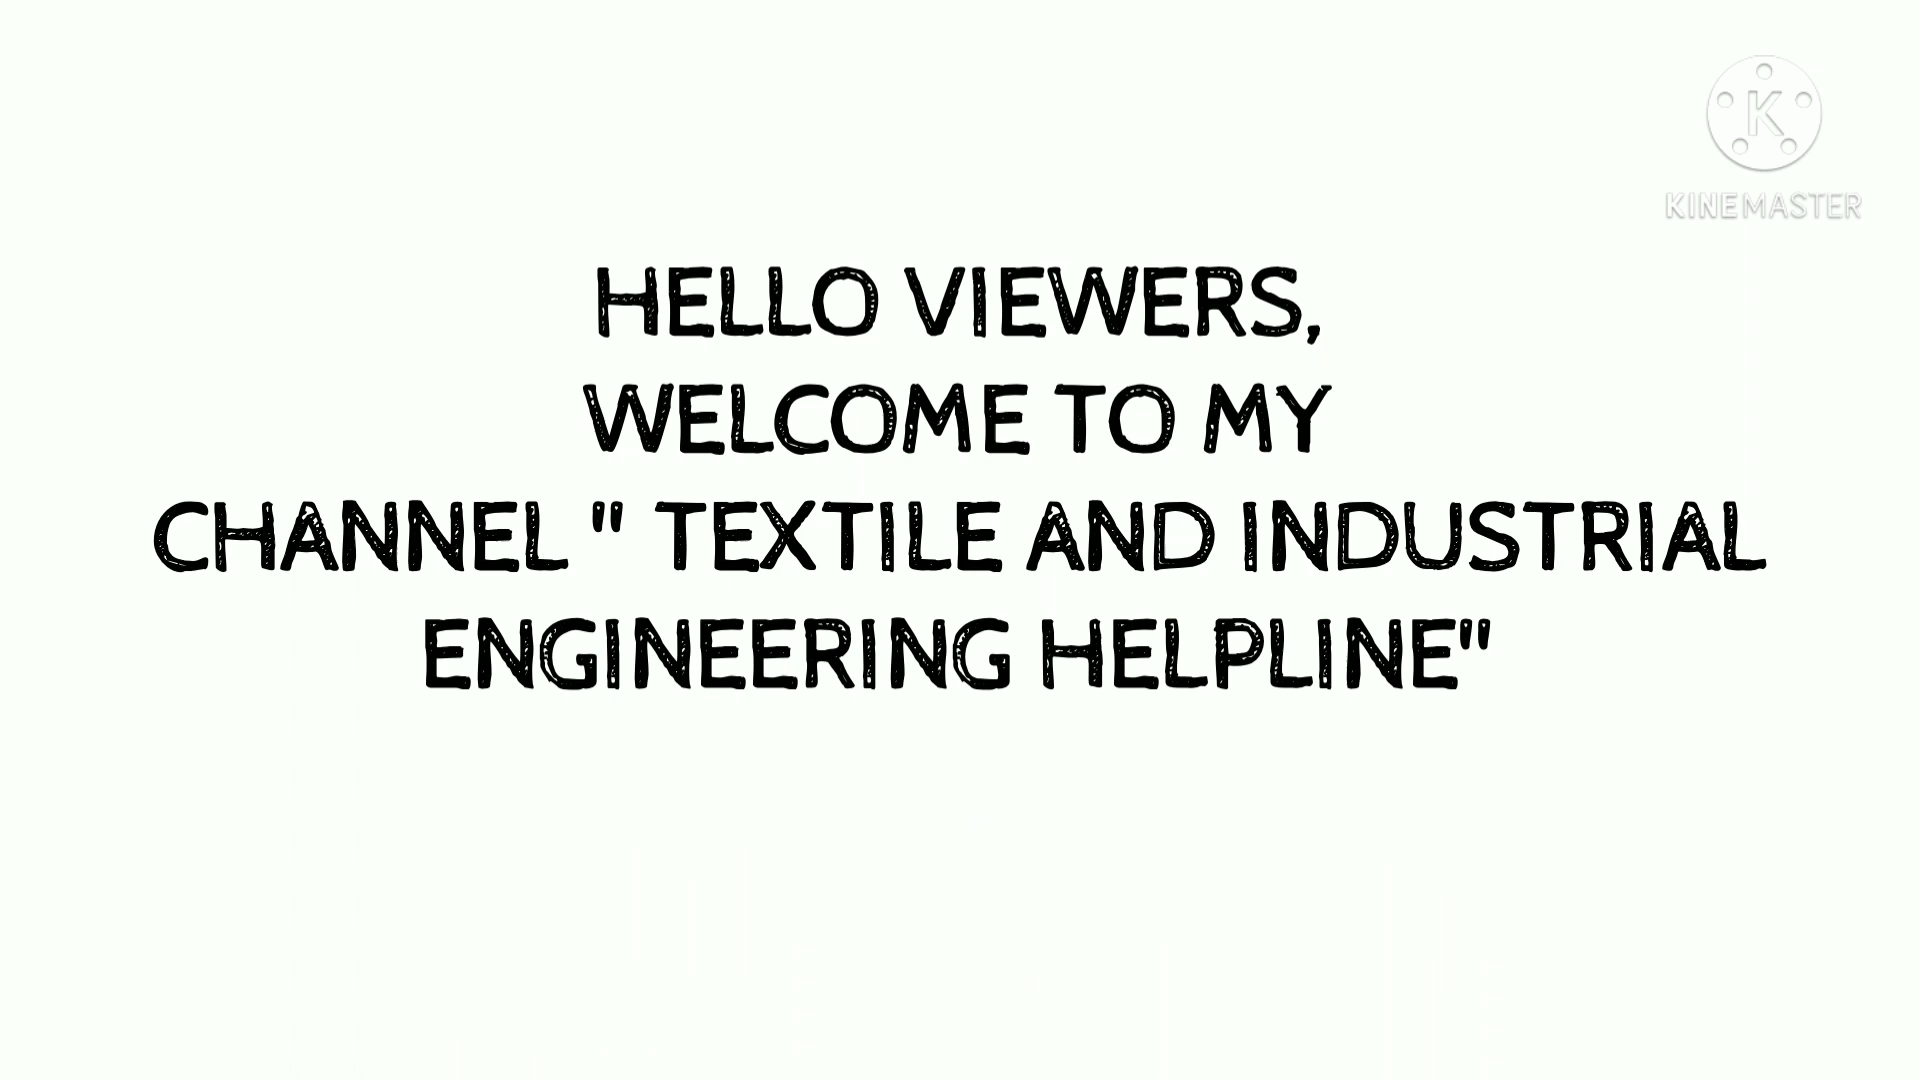 K
KINEMASTER
HELLO VIEWERS,
WELCOME TO MY
CHANNEL " TEXTILE AND INDUSTRIAL
ENGINEERING HELPLINE"